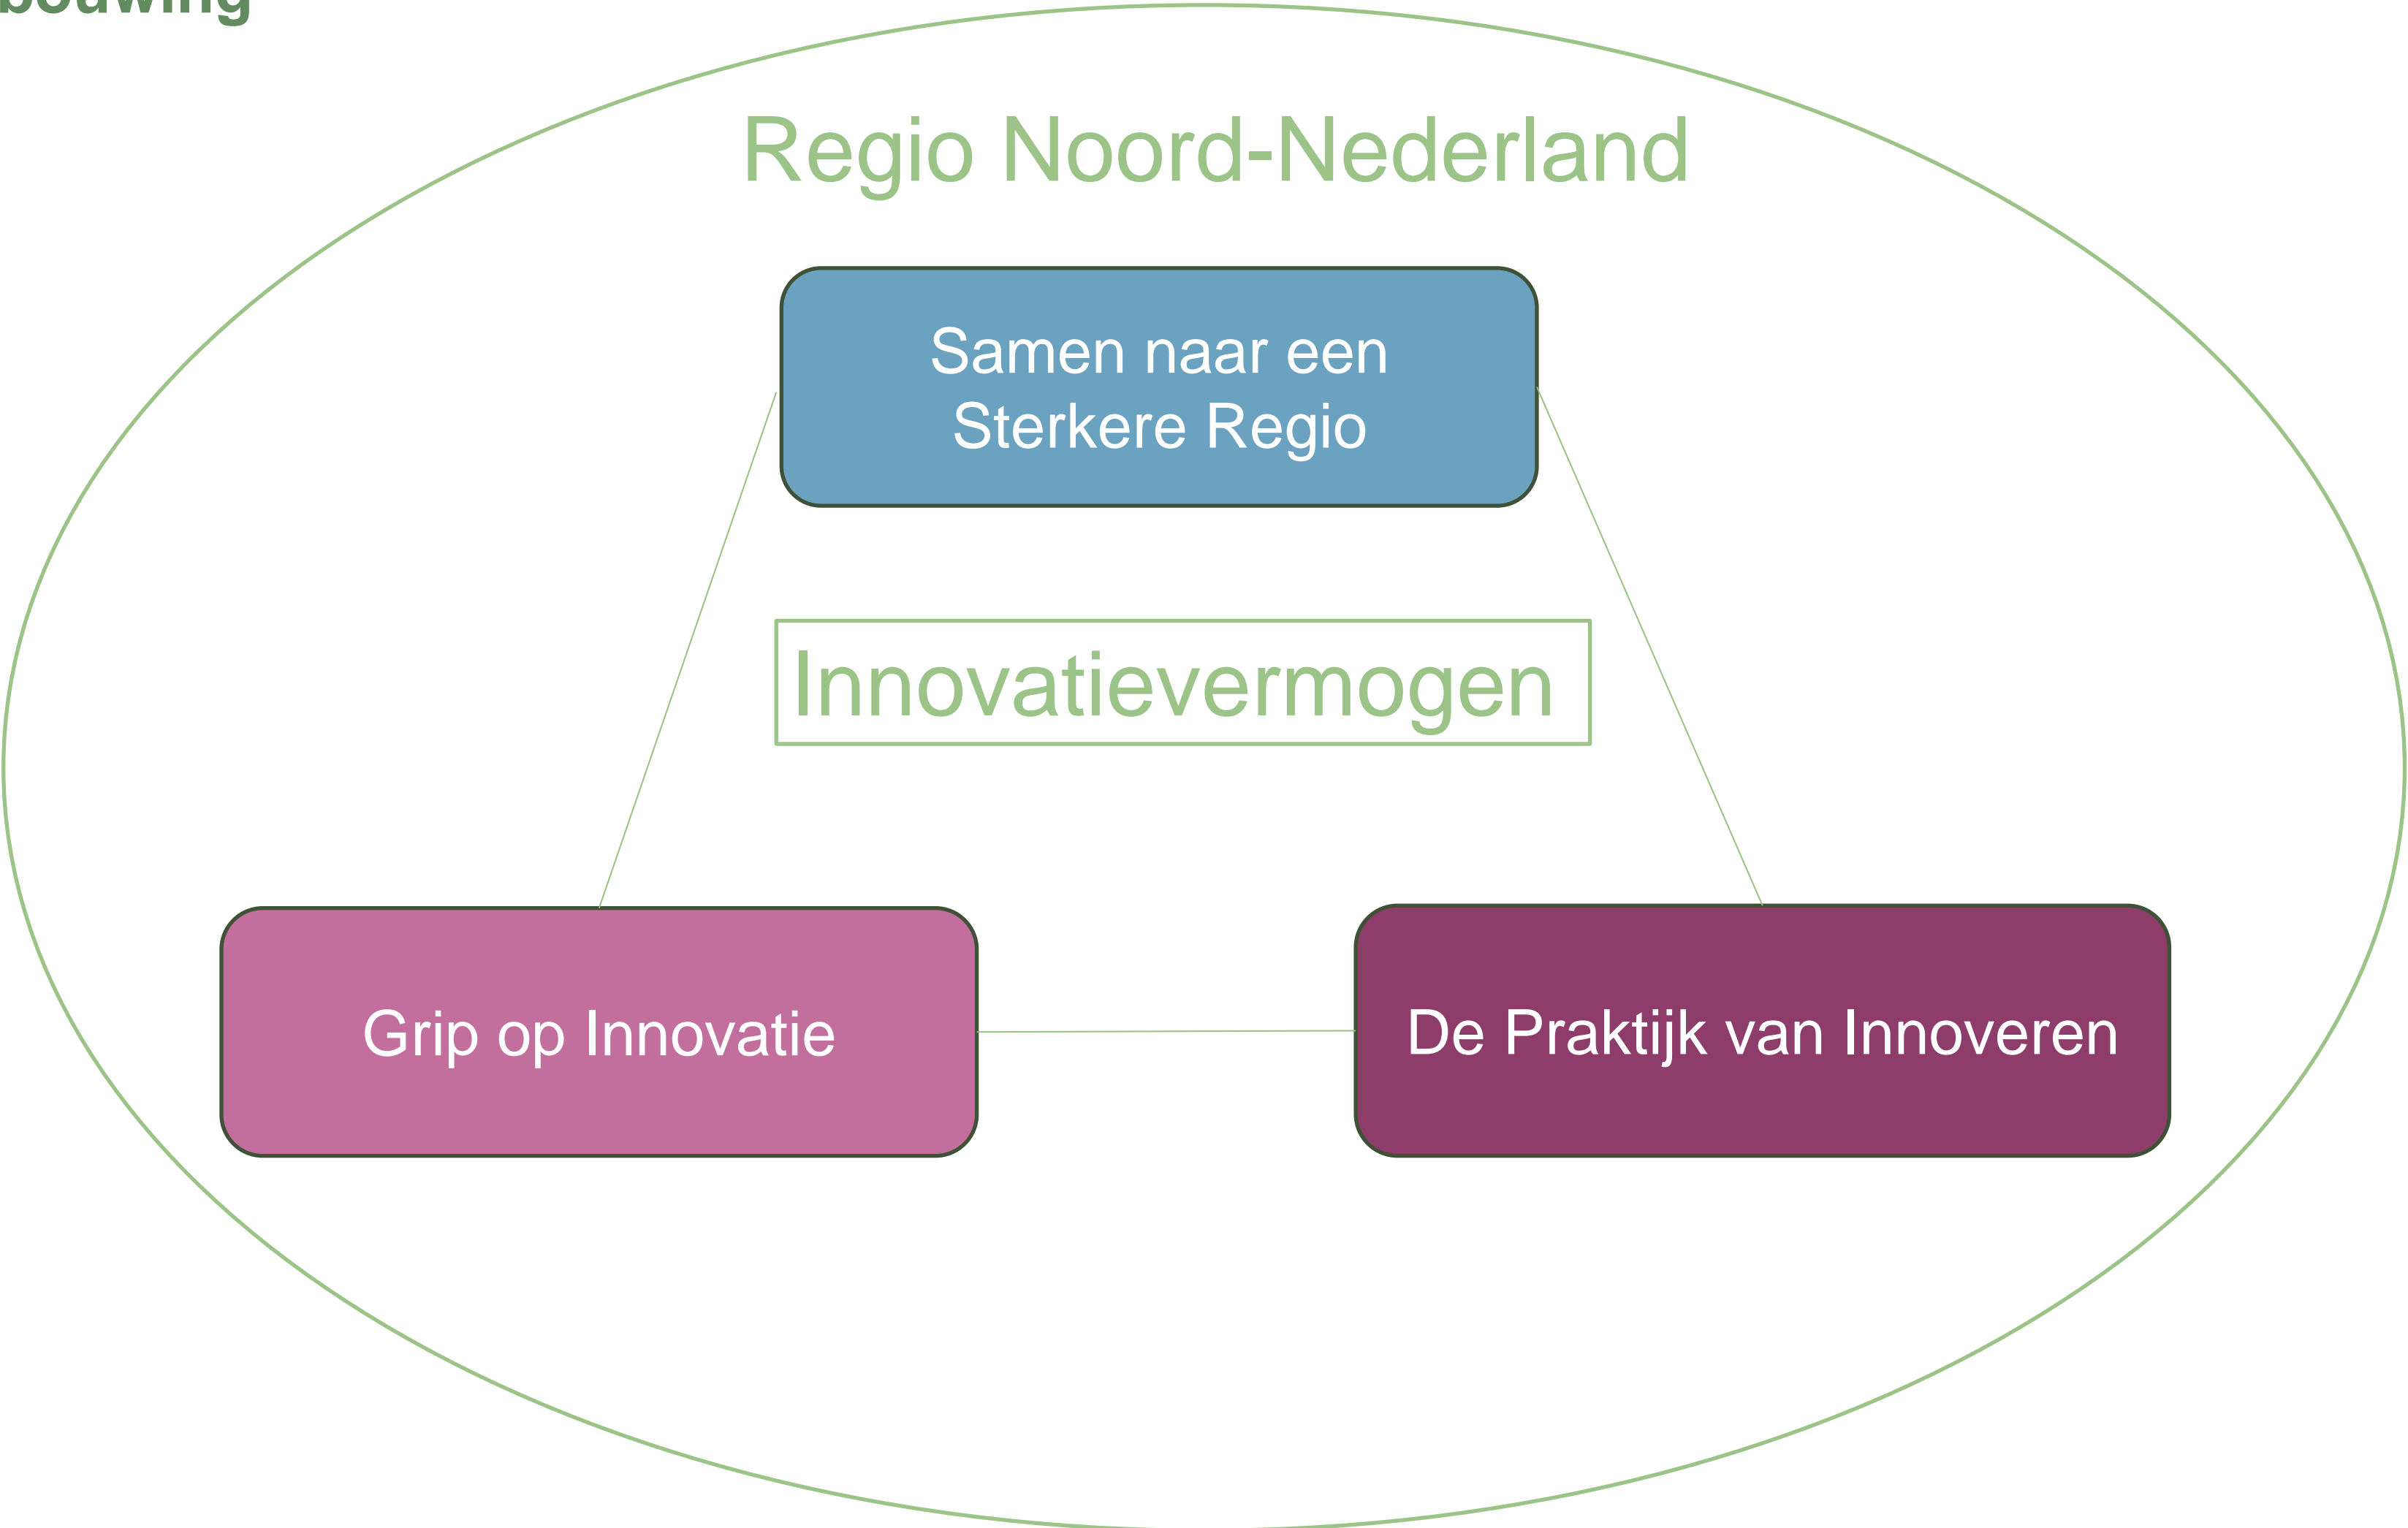 Regio Noord-Nederland
Samen naar een
Sterkere Regio
Innovatievermogen
Grip op Innovatie
De Praktijk van Innoveren